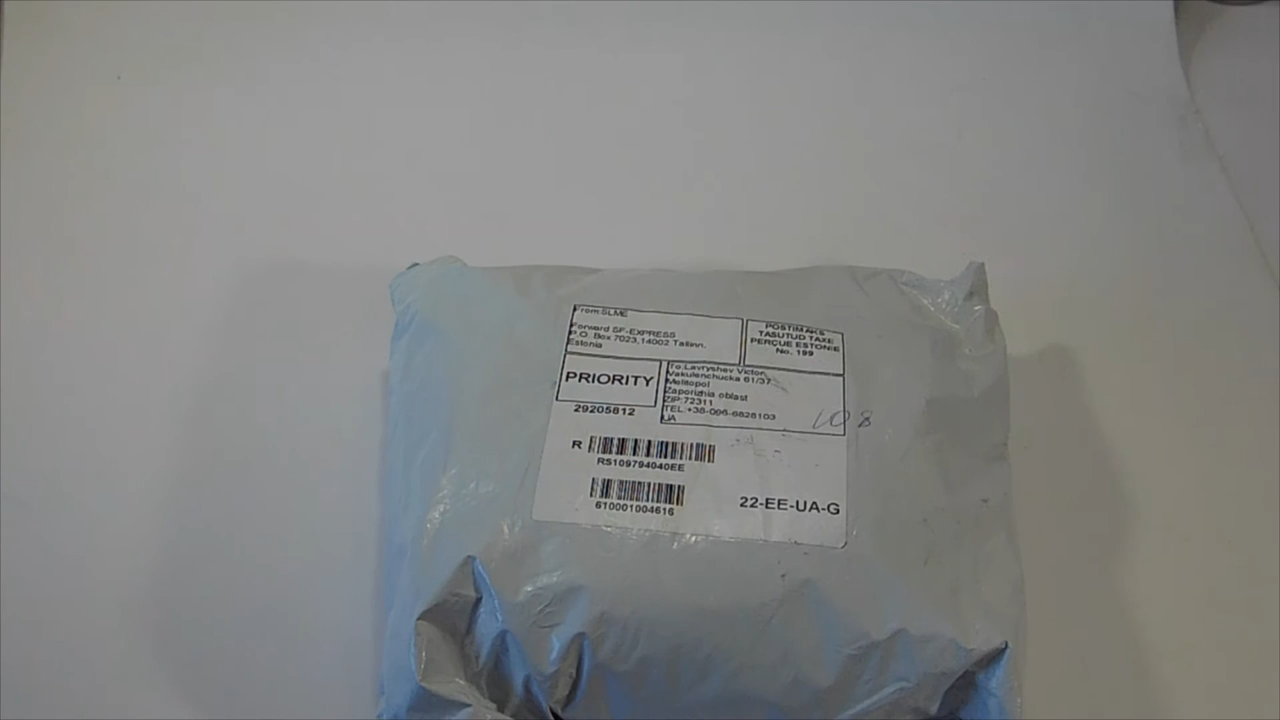 From:SLME
Forward SF-EXPRESS
P.O. Box 7023,14002 Tallinn,
Estonia
POSTIMAKS
TASUTUD TAXE
PERÇUE ESTONIE
No. 199
PRIORITY
29205812
To:Lavryshev Victor
Vakulenchucka 61/37
Melitopol
Zaporizhia oblast
ZIP:72311
TEL:+38-096-6828103
UA
108
R
RS109794040EE
610001004616
22-EE-UA-G